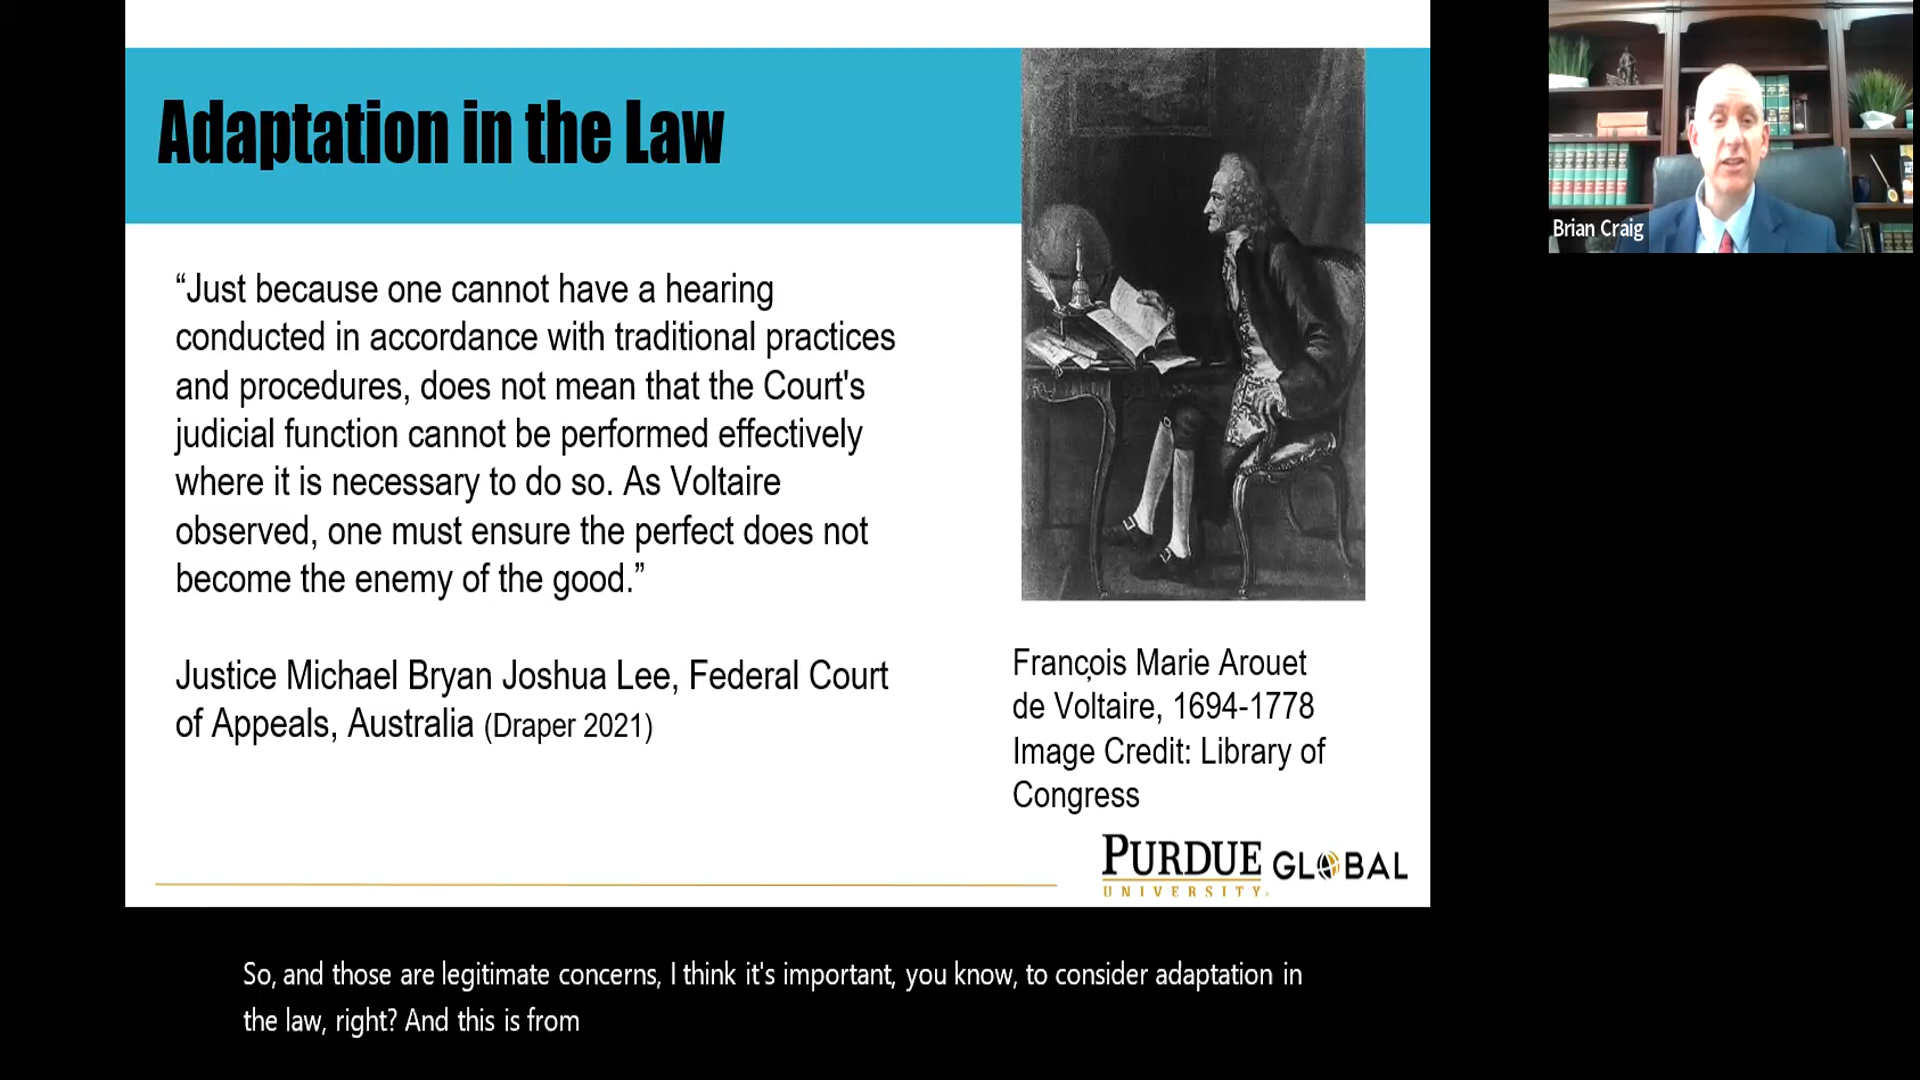 Adaptation in the Law
“Just because one cannot have a hearing
conducted in accordance with traditional practices
and procedures, does not mean that the Court's
judicial function cannot be performed effectively
where it is necessary to do so. As Voltaire
observed, one must ensure the perfect does not
become the enemy of the good.”
Justice Michael Bryan Joshua Lee, Federal Court
of Appeals, Australia (Draper 2021)
François Marie Arouet
de Voltaire, 1694-1778
Image Credit: Library of
Congress
PURDUE GLOBAL
UNIVERSITY
Brian Craig
So, and those are legitimate concerns, I think it's important, you know, to consider adaptation in
the law, right? And this is from